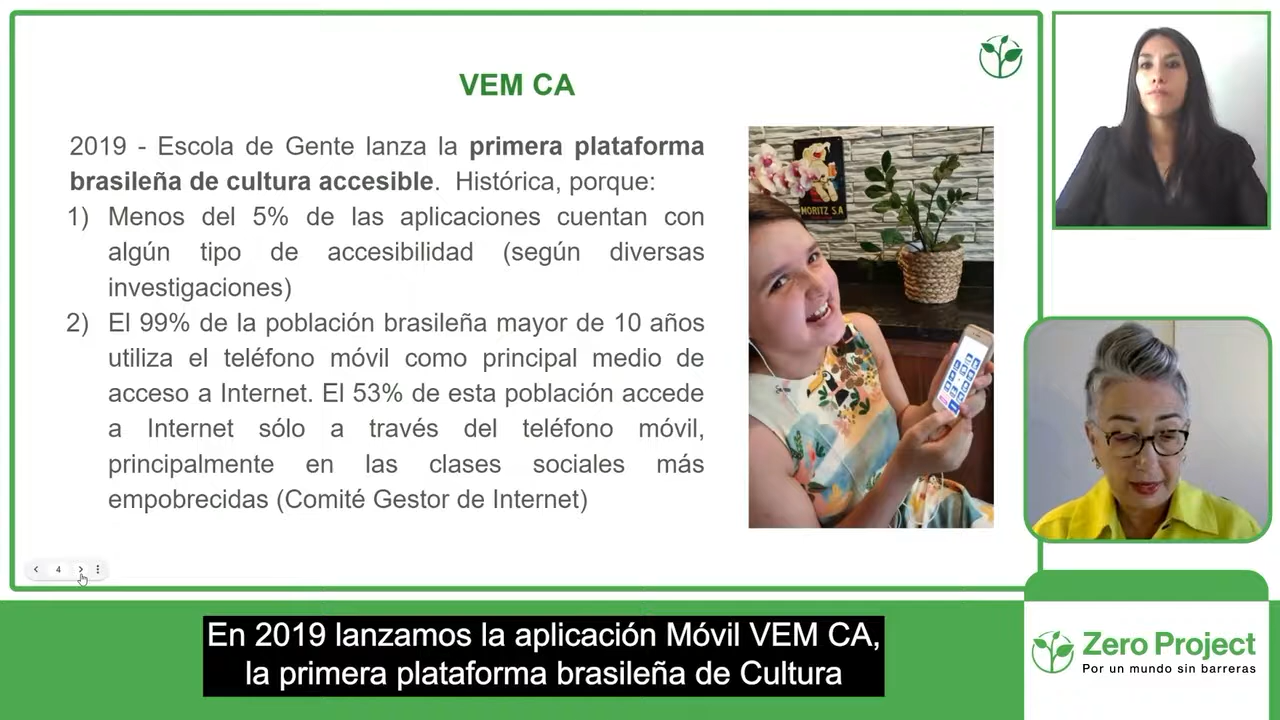 VEM CA
2019 - Escola de Gente lanza la primera plataforma
brasileña de cultura accesible. Histórica, porque:
1) Menos del 5% de las aplicaciones cuentan con
algún tipo de accesibilidad (según diversas
investigaciones)
2) El 99% de la población brasileña mayor de 10 años
utiliza el teléfono móvil como principal medio de
acceso a Internet. El 53% de esta población accede
a Internet sólo a través del teléfono móvil,
principalmente en las clases sociales más
empobrecidas (Comité Gestor de Internet)
MORITZ S.A
4
En 2019 lanzamos la aplicación Móvil VEM CA,
la primera plataforma brasileña de Cultura
Zero Project
Por un mundo sin barreras